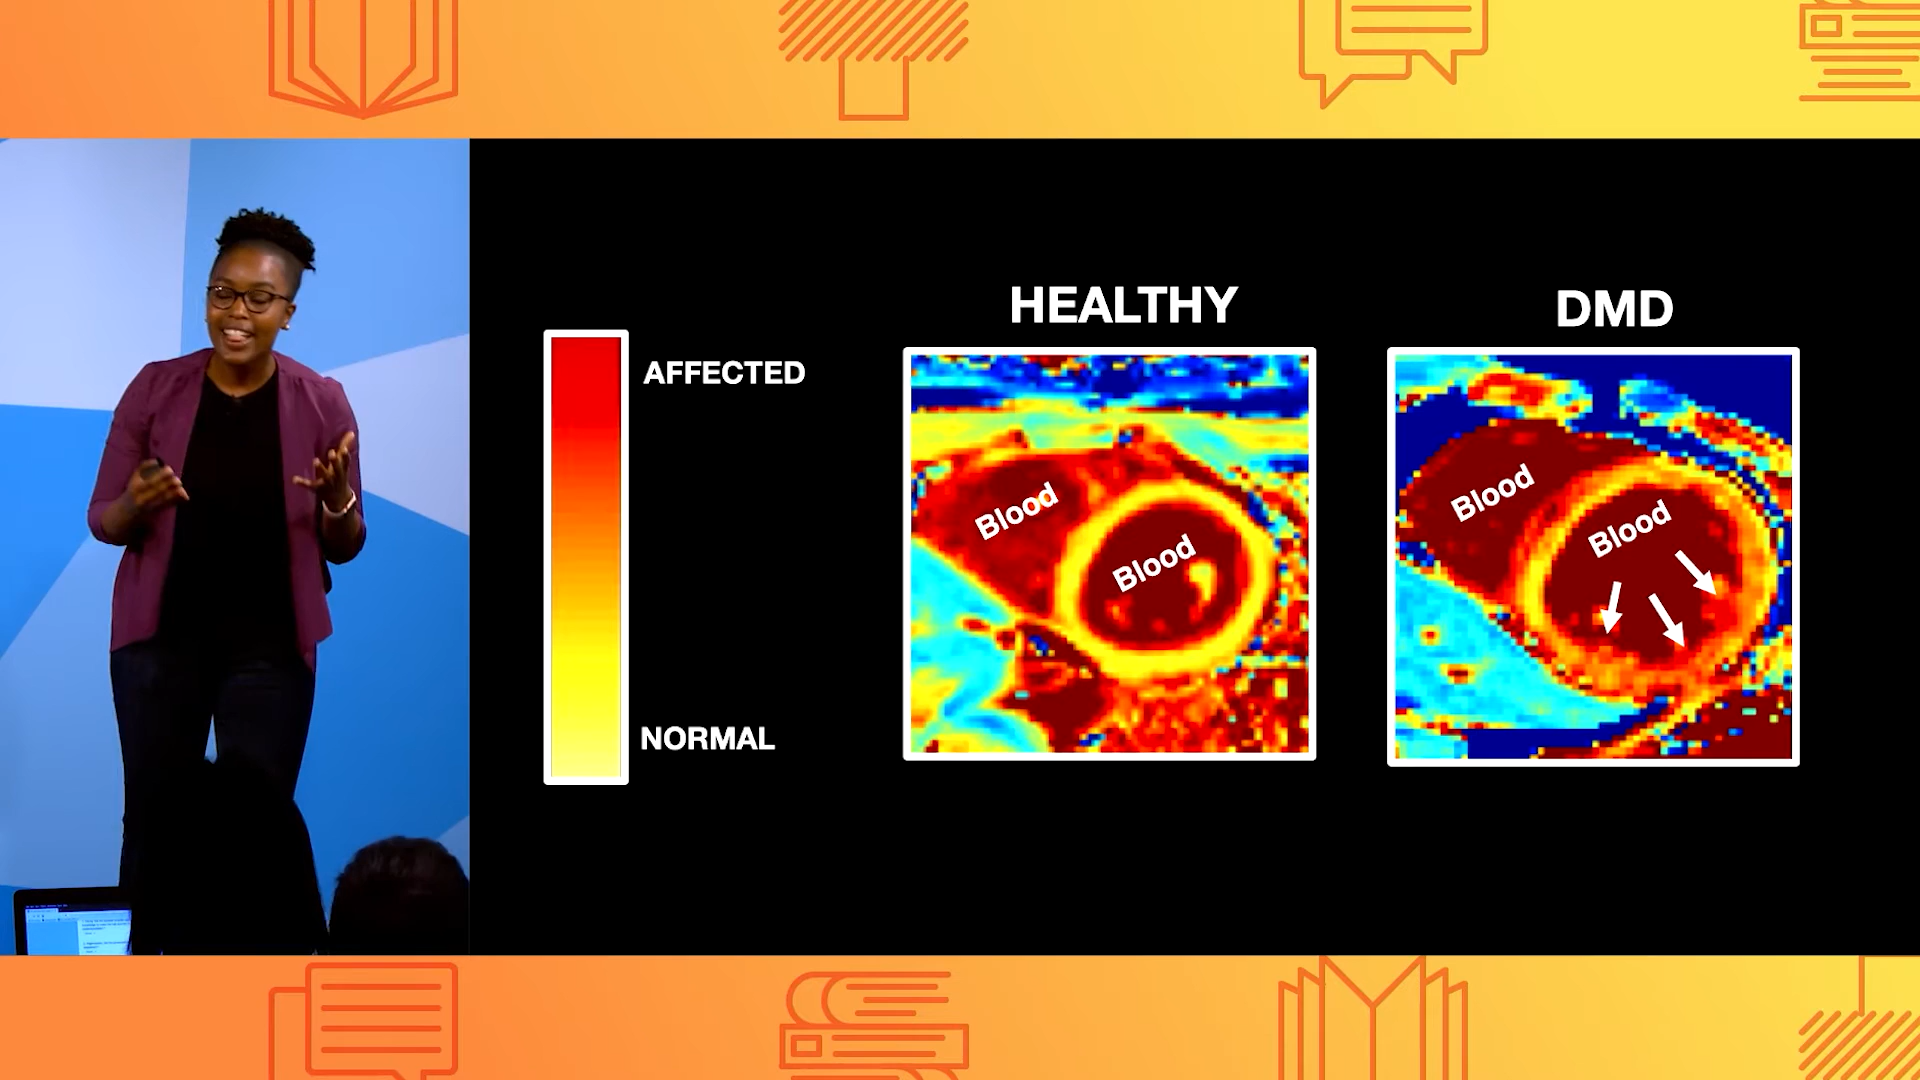 HEALTHY
DMD
AFFECTED
NORMAL
Blood
Blood
Blood
Blood